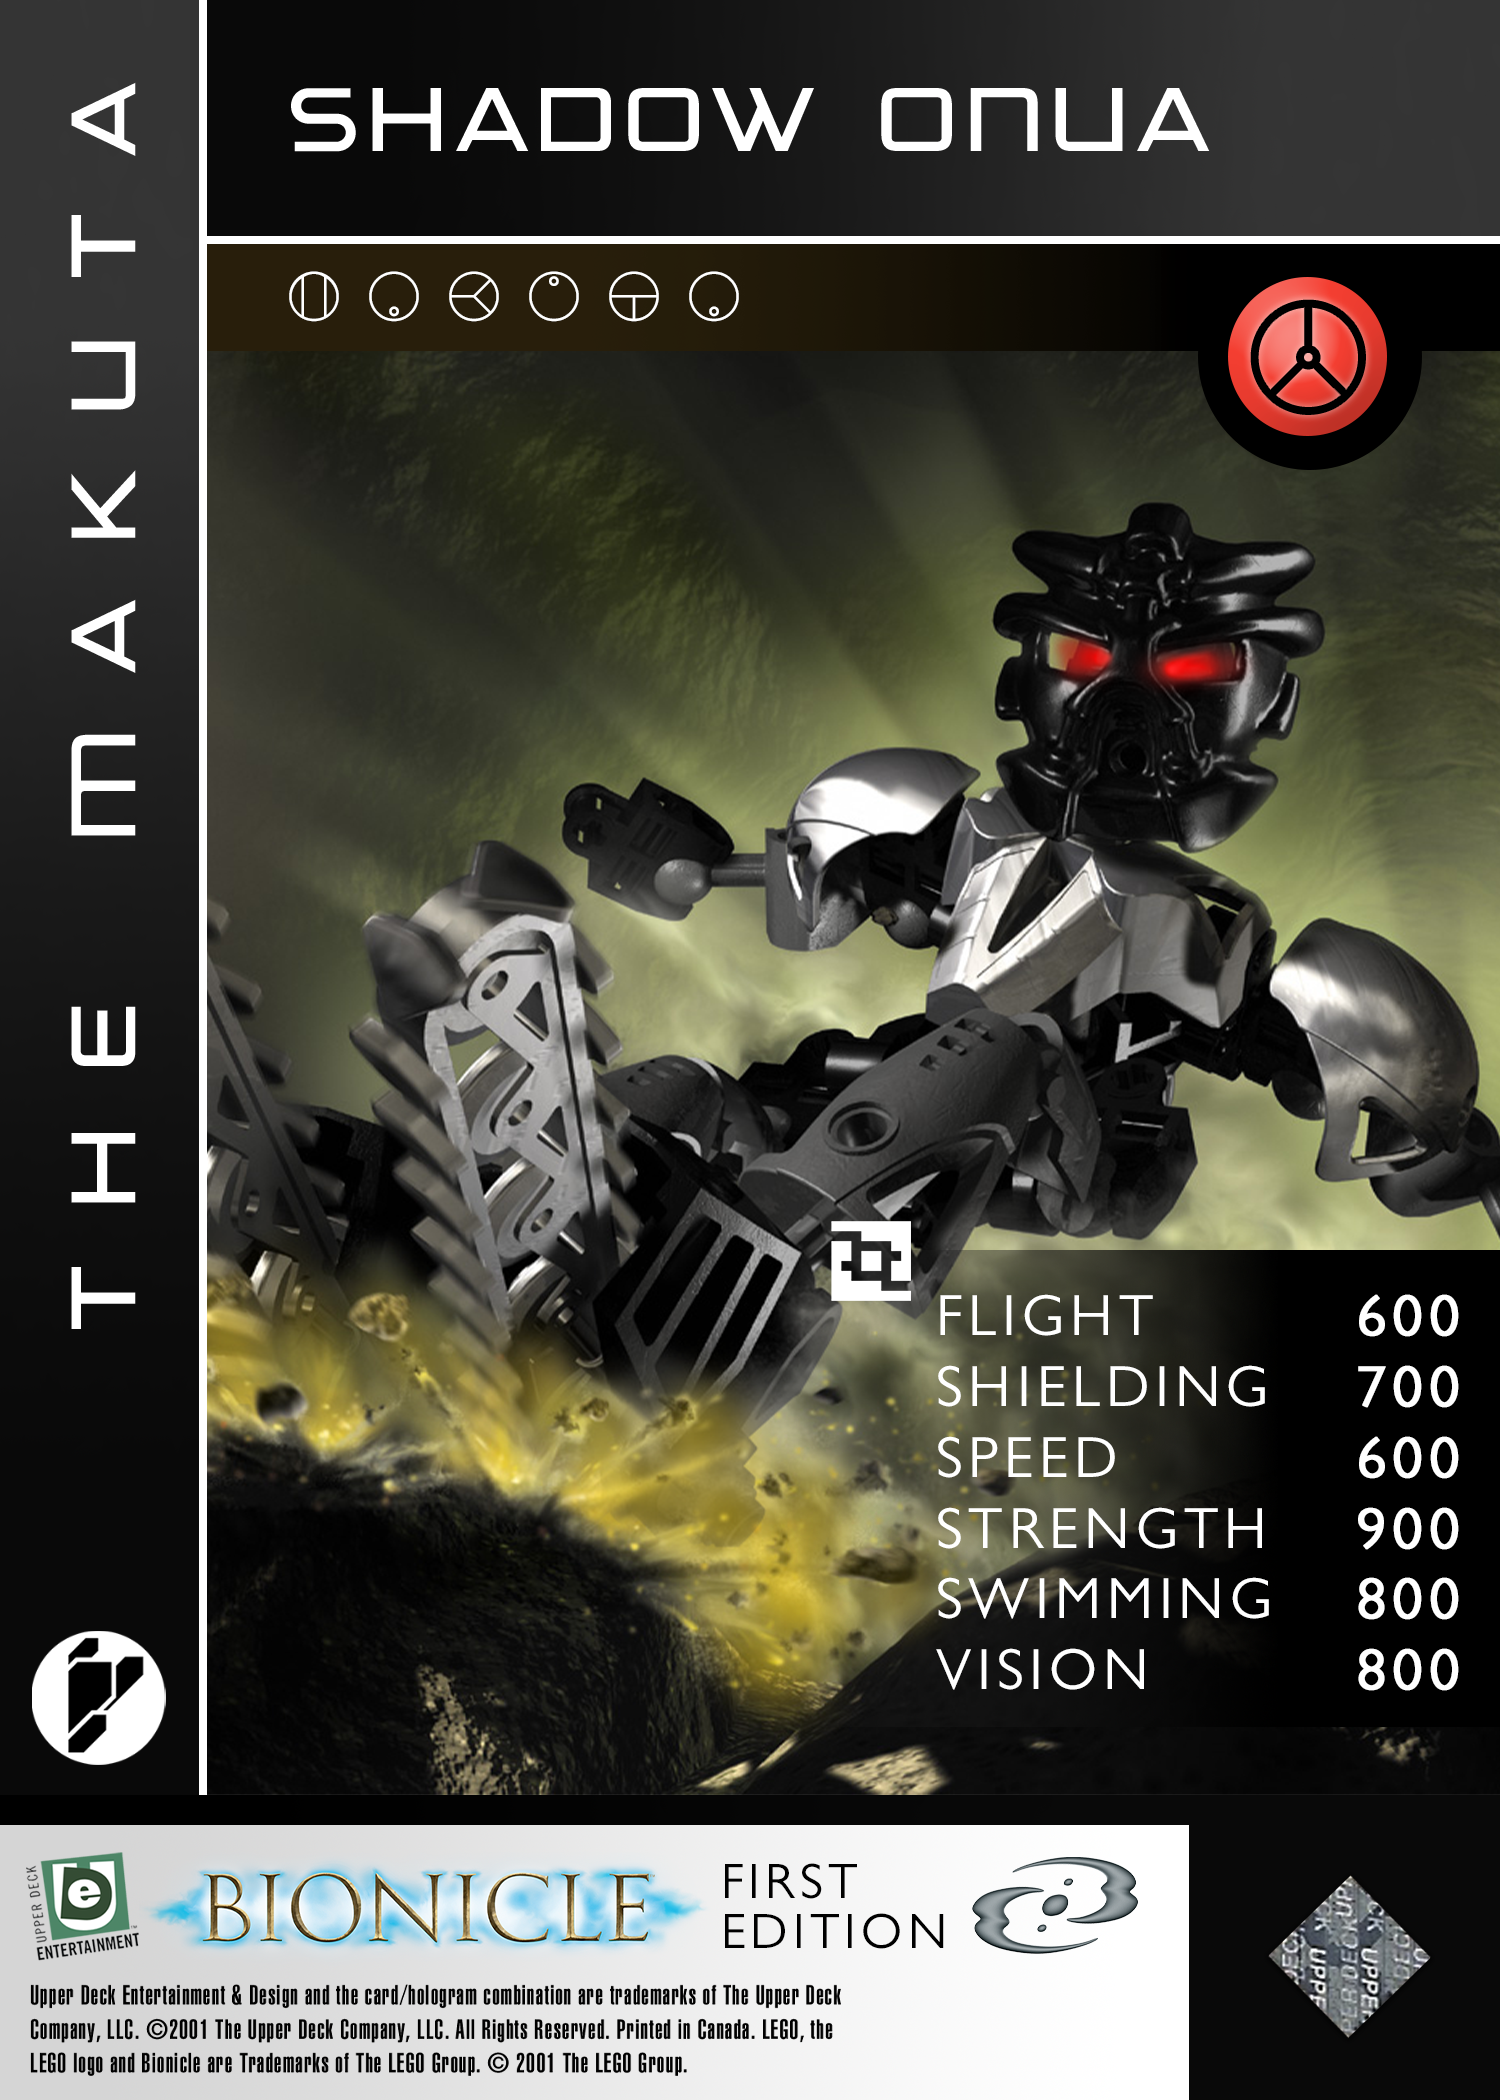 SHADOW ONUA
THE MAKUTA
FLIGHT 600
SHIELDING 700
SPEED 600
STRENGTH 900
SWIMMING 800
VISION 800
UPPER DECK
e
ENTERTAINMENT
BIONICLE
FIRST
EDITION
Upper Deck Entertainment & Design and the card/hologram combination are trademarks of The Upper Deck
Company, LLC. ©2001 The Upper Deck Company, LLC. All Rights Reserved. Printed in Canada. LEGO, the
LEGO logo and Bionicle are Trademarks of The LEGO Group. © 2001 The LEGO Group.